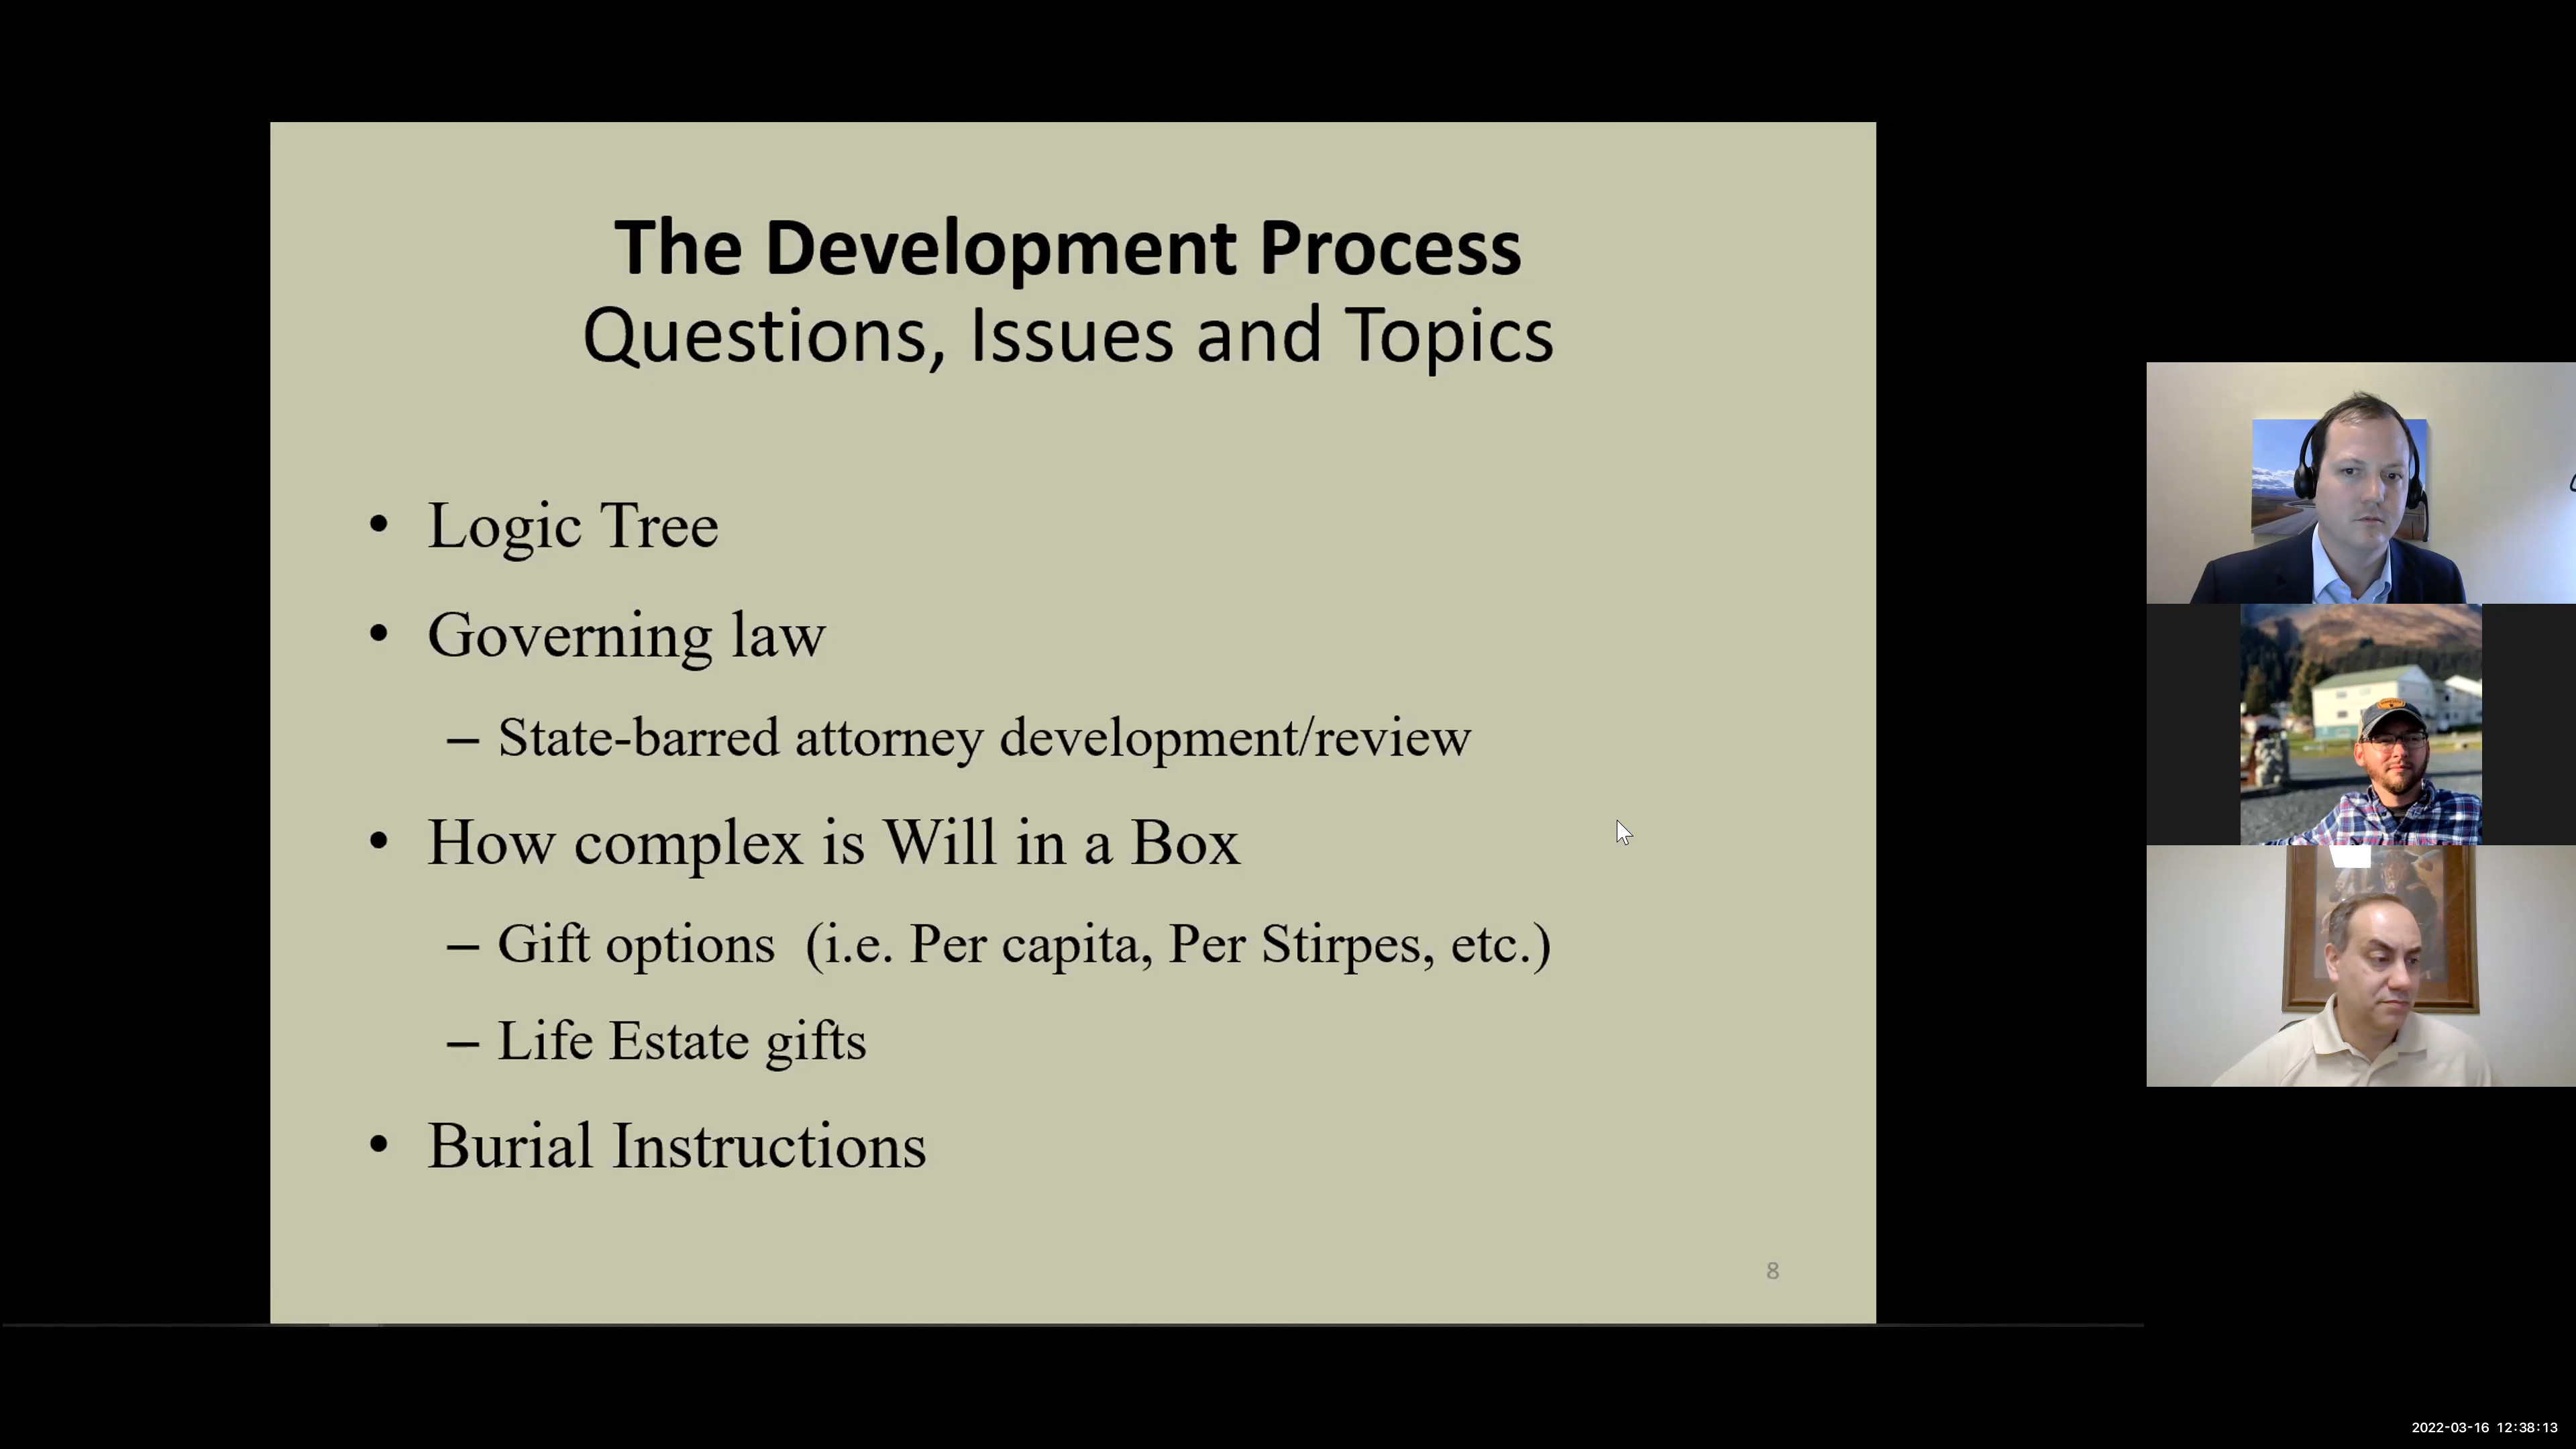 The Development Process
Questions, Issues and Topics
• Logic Tree
• Governing law
– State-barred attorney development/review
• How complex is Will in a Box
– Gift options (i.e. Per capita, Per Stirpes, etc.)
– Life Estate gifts
• Burial Instructions
8
2022-03-16 12:38:13